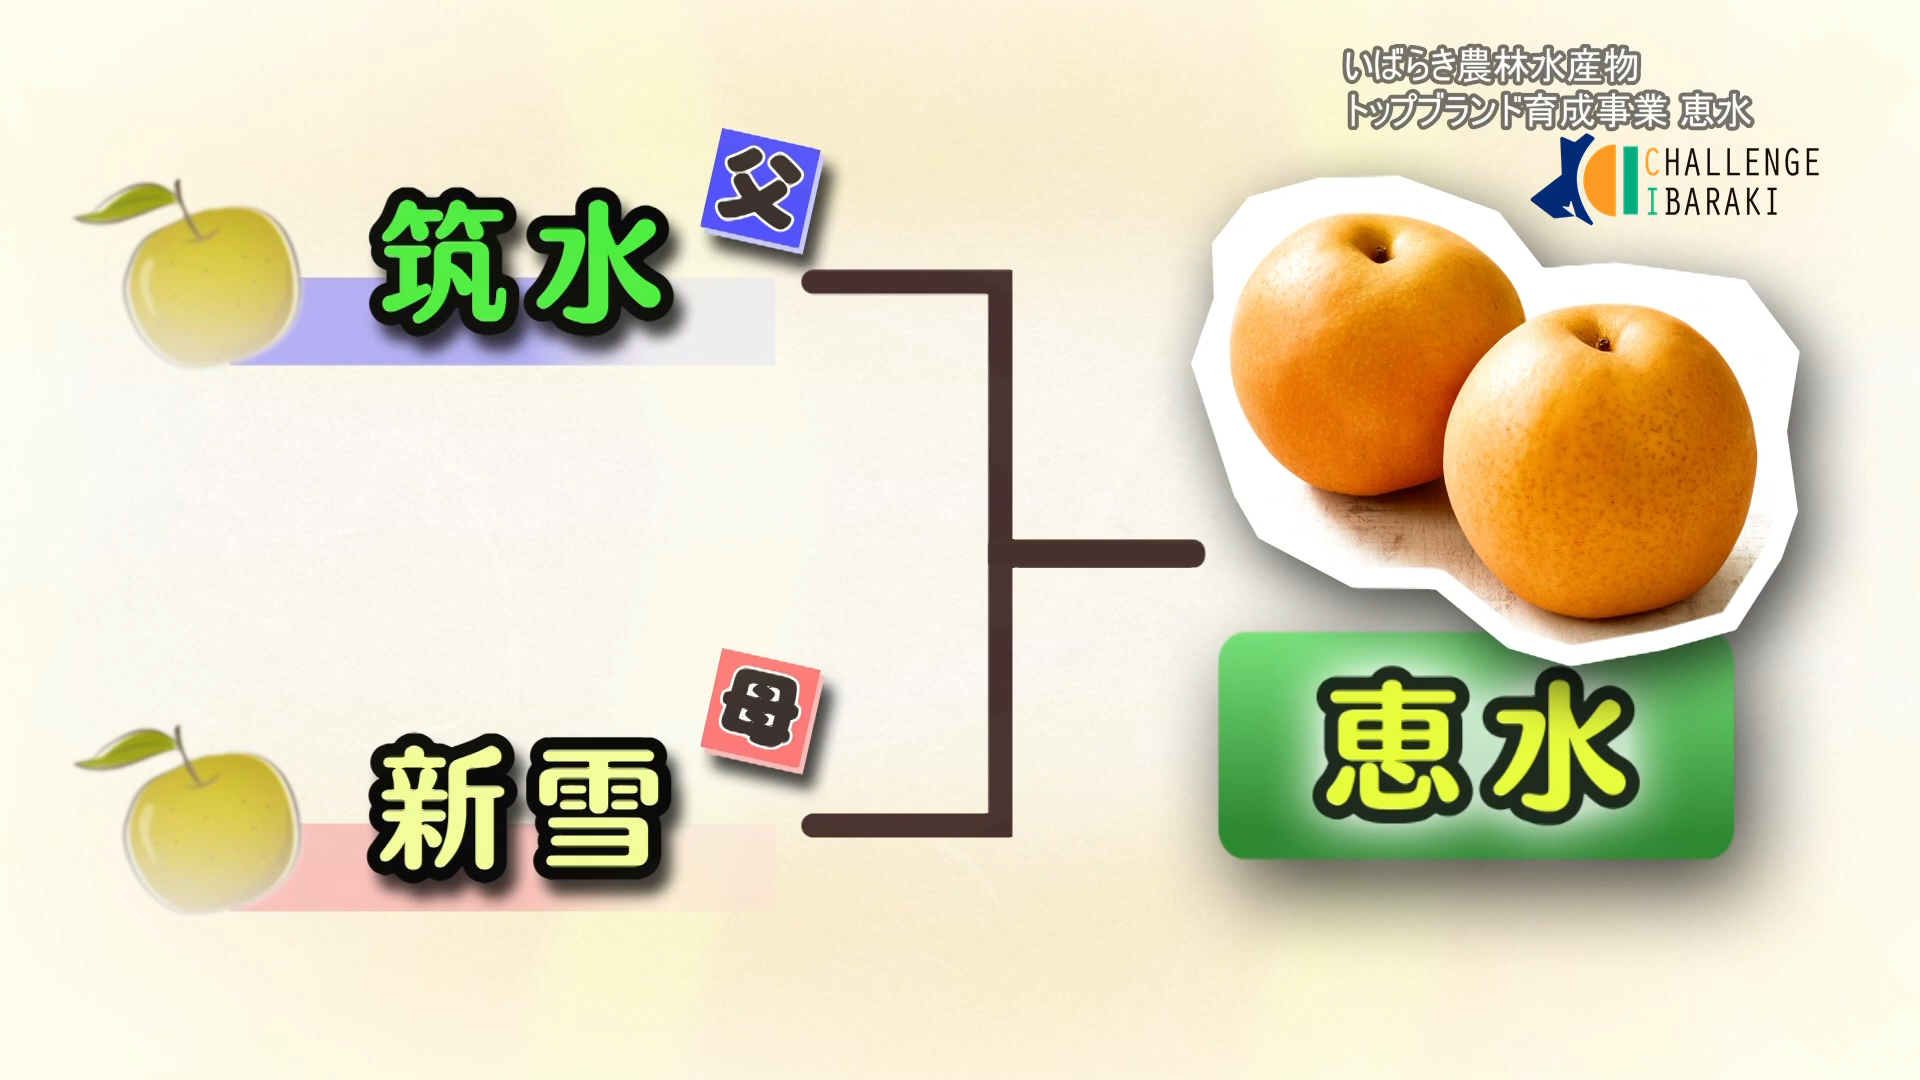 いばらき農林水産物
トップブランド育成事業 恵水
CHALLENGE
IBARAKI
父
筑水
母
新雪
恵水